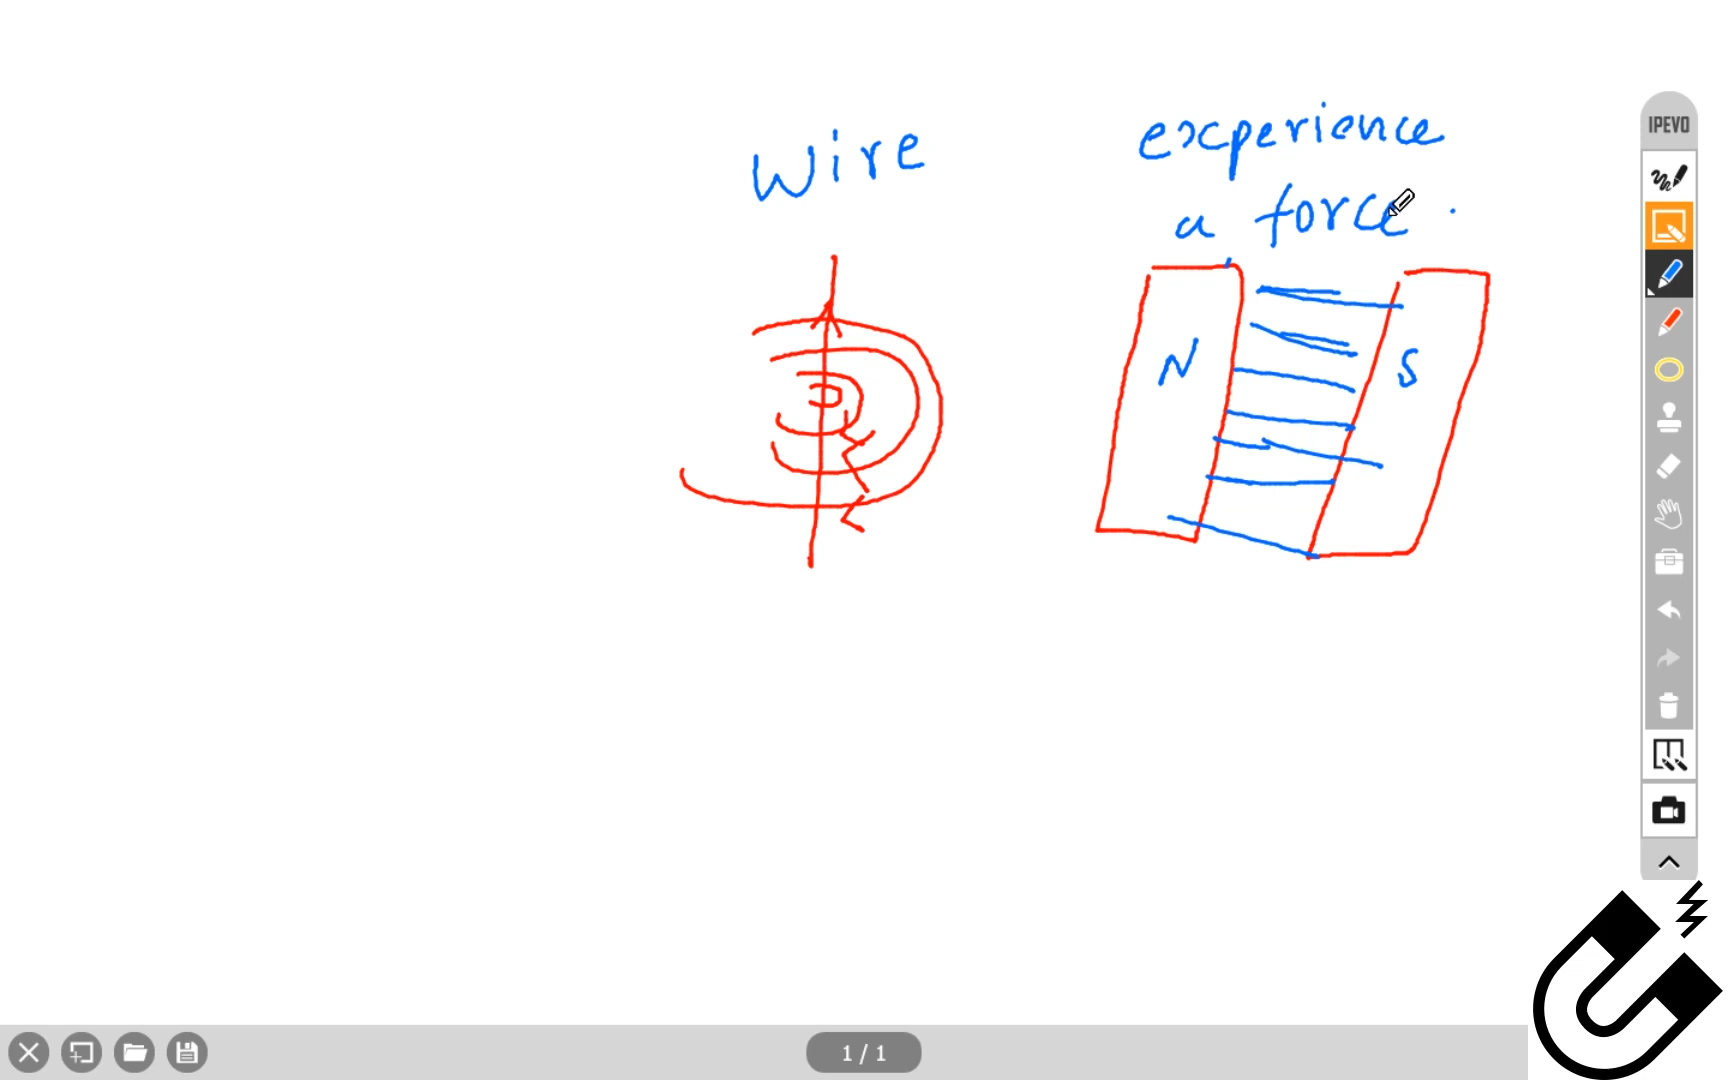 wire
experience
a force.
N
S
IPEVO
1 / 1